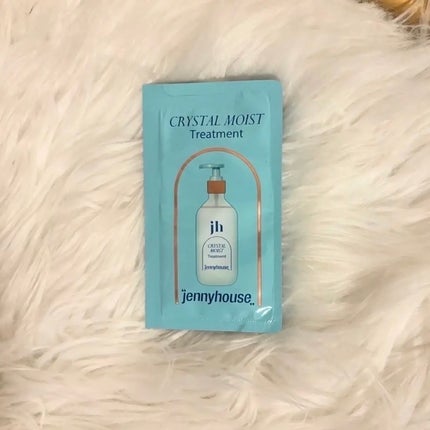 CRYSTAL MOIST
Treatment
jh
CRYSTAL
MOIST
Treatment
jennyhouse
"jennyhouse"